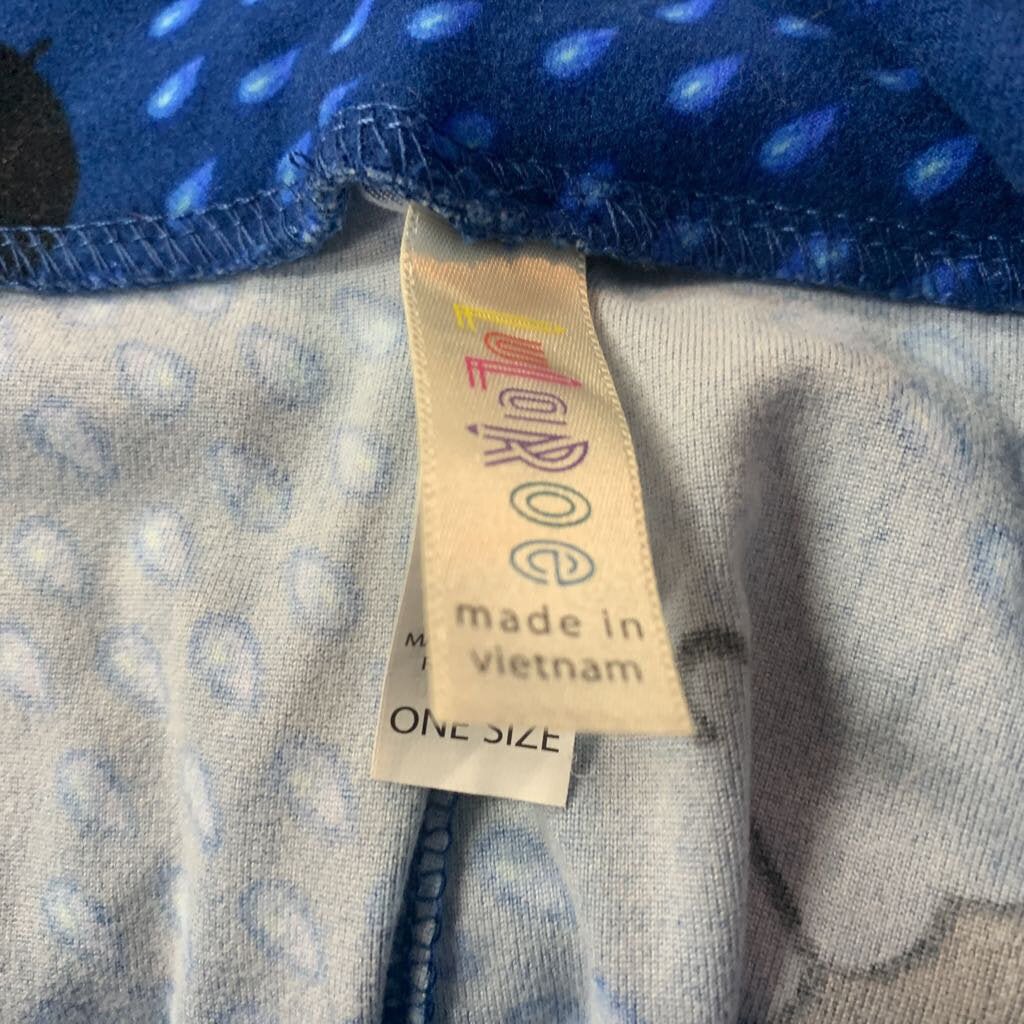 LuLaRoe
made in
vietnam
ONE SIZE